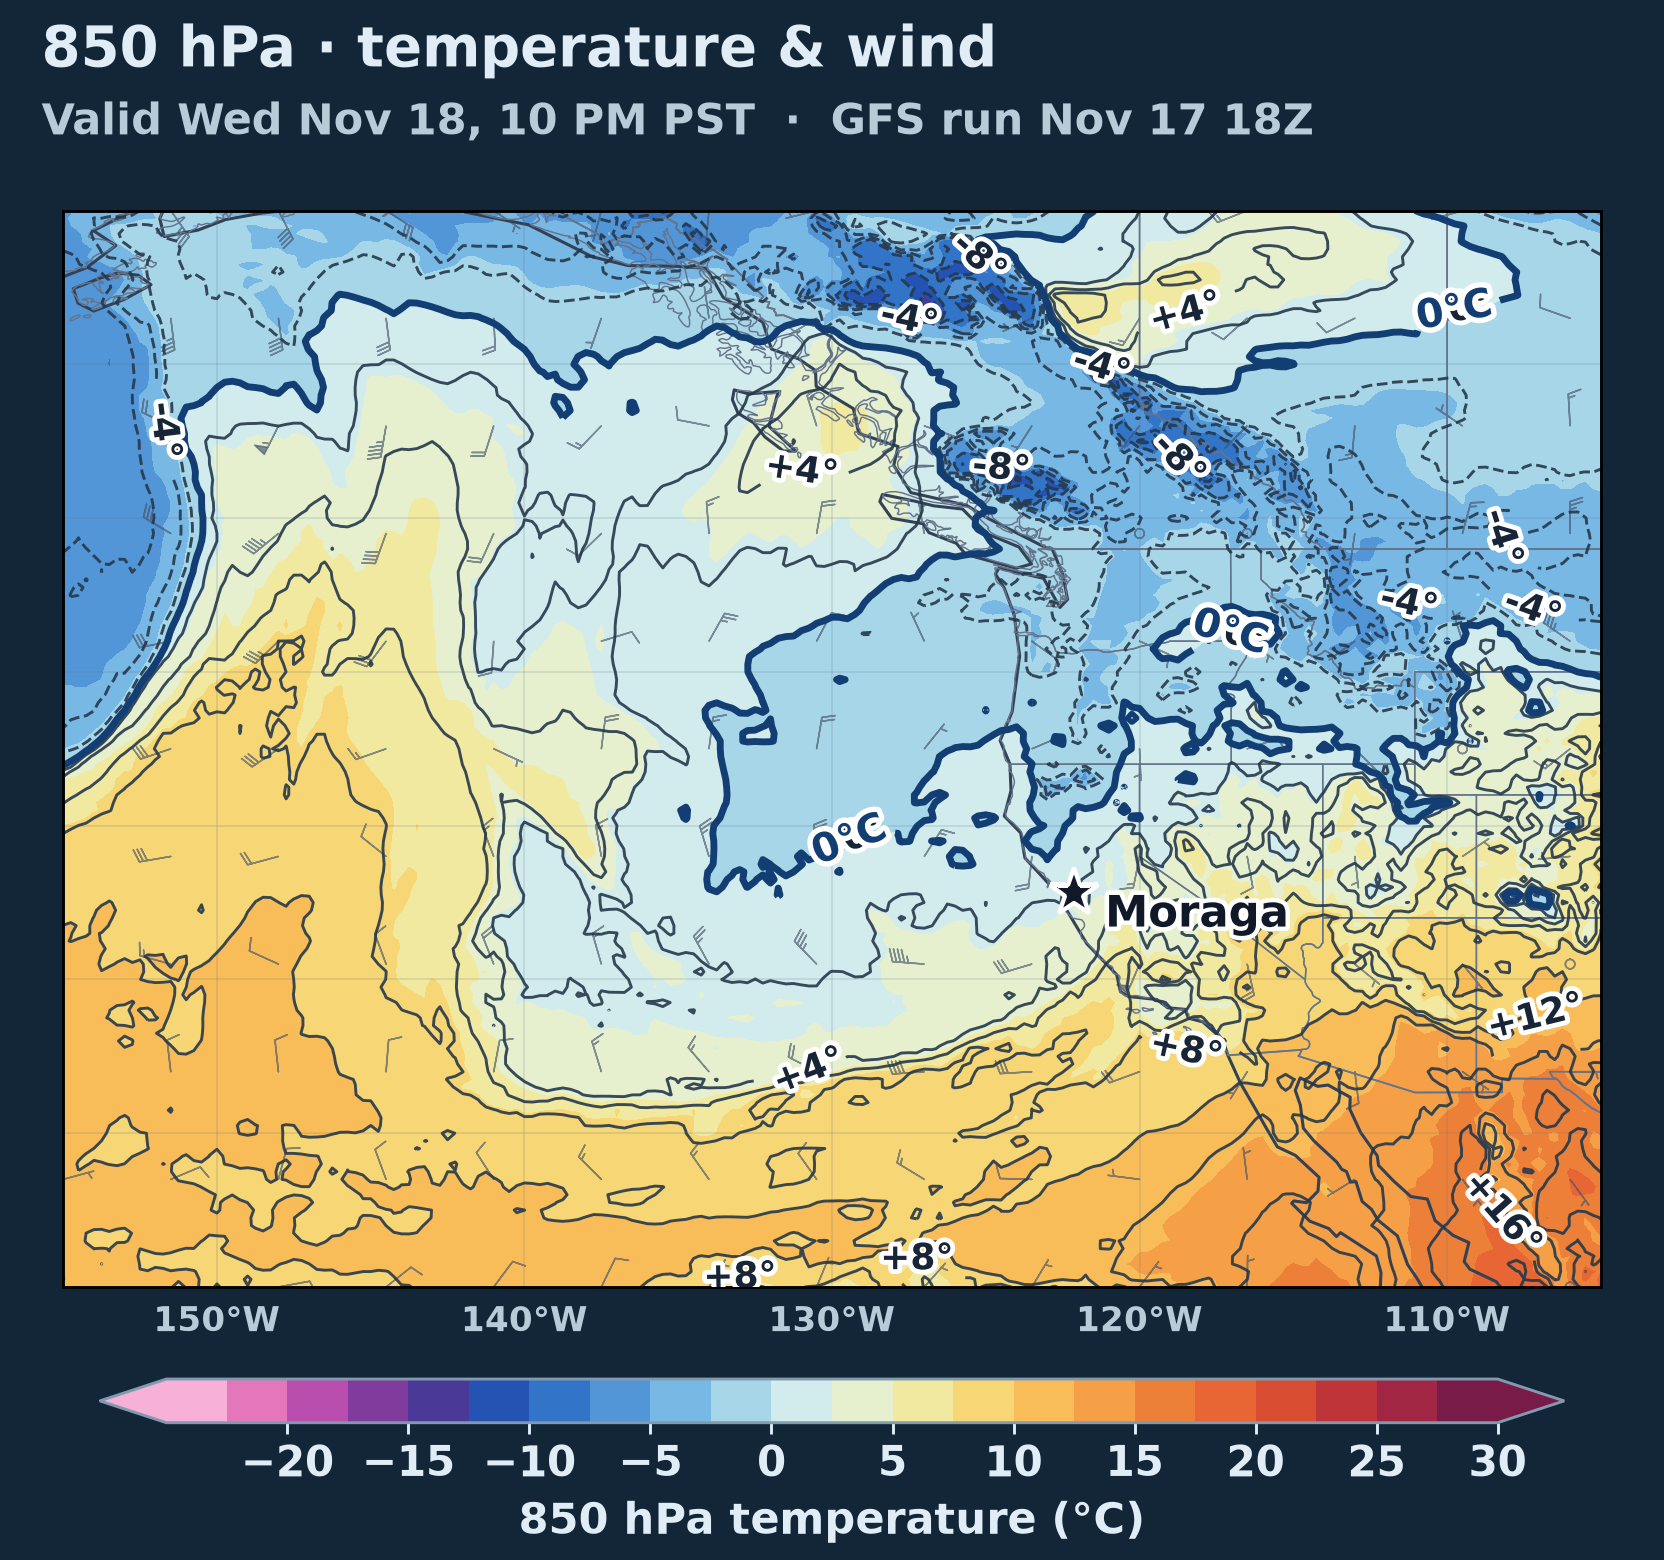 850 hPa · temperature & wind
Valid Wed Nov 18, 10 PM PST · GFS run Nov 17 18Z
-8°
-4°
+4°
0°C
-4°
-4°
+4°
-8°
-8°
-4°
-4°
-4°
0°C
0°C
Moraga
+12°
+8°
+4°
+16°
+8°
+8°
150°W 140°W 130°W 120°W 110°W
−20 −15 −10 −5 0 5 10 15 20 25 30
850 hPa temperature (°C)